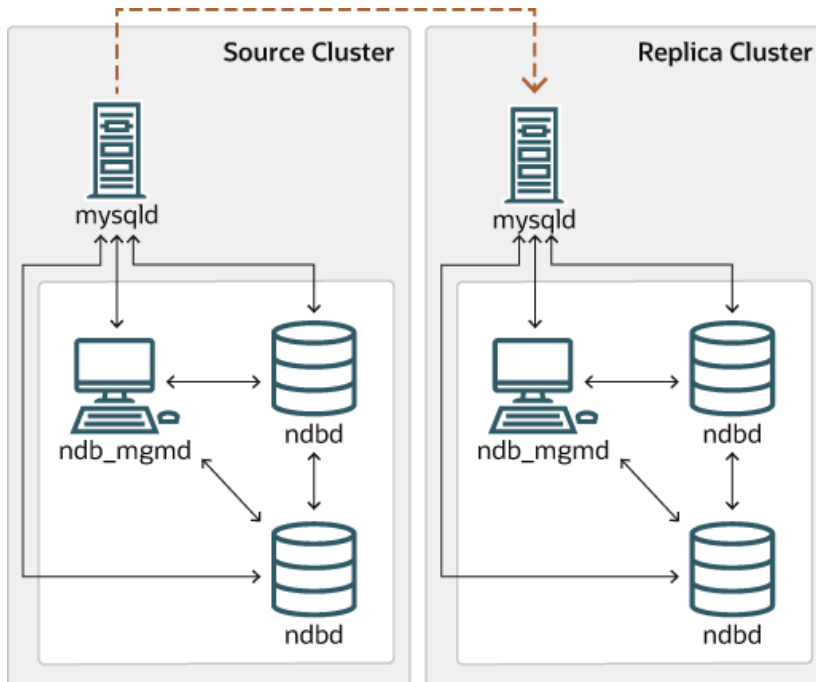 Source Cluster
mysqld
ndb_mgmd
ndbd
ndbd
Replica Cluster
mysqld
ndb_mgmd
ndbd
ndbd